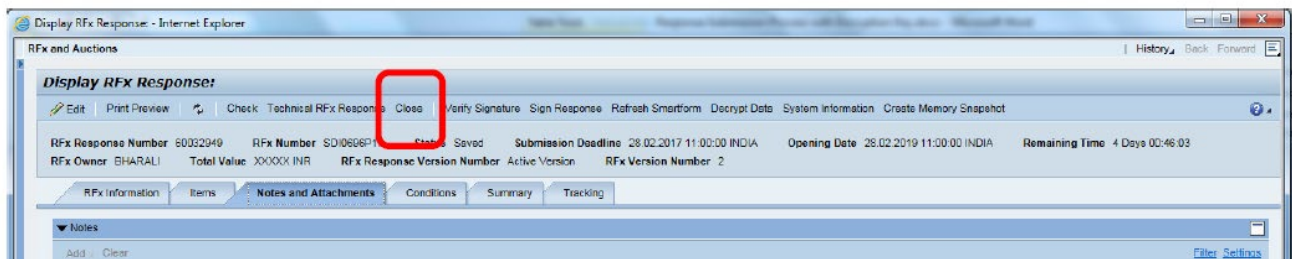 Display RFx Response: - Internet Explorer
RFx and Auctions | History Back Forward
Display RFx Response:
Edit | Print Preview | Check Technical RFx Response Close | Verify Signature Sign Response Refresh Smartform Decrypt Data System Information Create Memory Snapshot
RFx Response Number 60032949 RFx Number SDI0696P1 Status Saved Submission Deadline 28.02.2017 11:00:00 INDIA Opening Date 28.02.2019 11:00:00 INDIA Remaining Time 4 Days 00:46:03
RFx Owner BHARALI Total Value XXXXX INR RFx Response Version Number Active Version RFx Version Number 2
RFx Information Items Notes and Attachments Conditions Summary Tracking
Notes
Add Clear Filter Settings